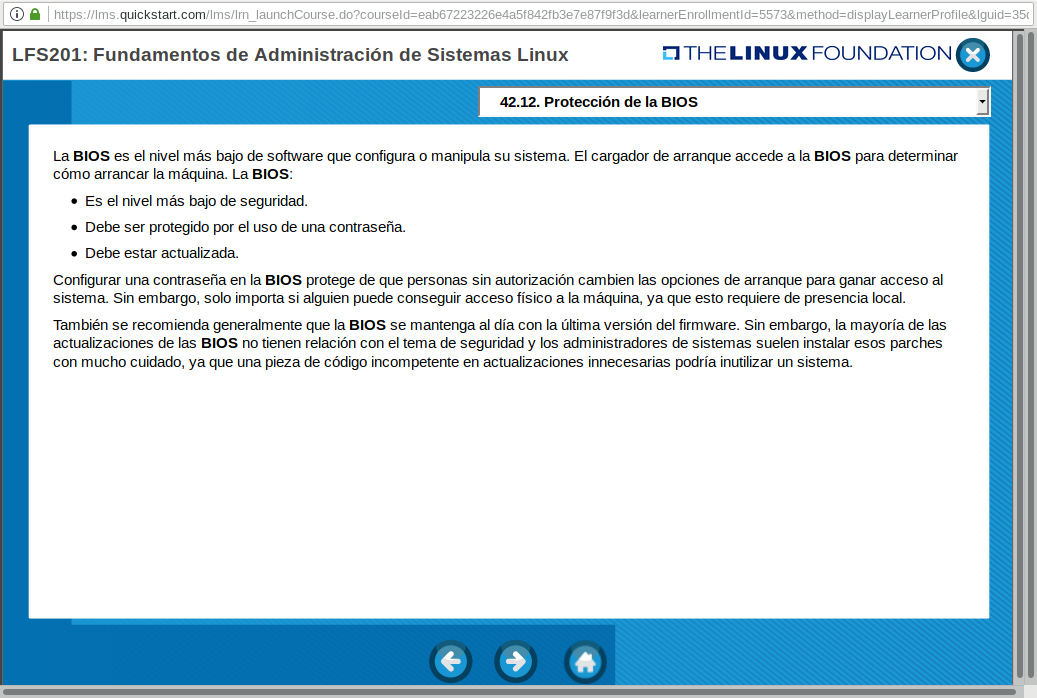 https://lms.quickstart.com/lms/lrn_launchCourse.do?courseId=eab67223226e4a5f842fb3e7e87f9f3d&learnerEnrollmentId=5573&method=displayLearnerProfile&lguid=35
LFS201: Fundamentos de Administración de Sistemas Linux
THE LINUX FOUNDATION
42.12. Protección de la BIOS
La BIOS es el nivel más bajo de software que configura o manipula su sistema. El cargador de arranque accede a la BIOS para determinar
cómo arrancar la máquina. La BIOS:
• Es el nivel más bajo de seguridad.
• Debe ser protegido por el uso de una contraseña.
• Debe estar actualizada.
Configurar una contraseña en la BIOS protege de que personas sin autorización cambien las opciones de arranque para ganar acceso al
sistema. Sin embargo, solo importa si alguien puede conseguir acceso físico a la máquina, ya que esto requiere de presencia local.
También se recomienda generalmente que la BIOS se mantenga al día con la última versión del firmware. Sin embargo, la mayoría de las
actualizaciones de las BIOS no tienen relación con el tema de seguridad y los administradores de sistemas suelen instalar esos parches
con mucho cuidado, ya que una pieza de código incompetente en actualizaciones innecesarias podría inutilizar un sistema.